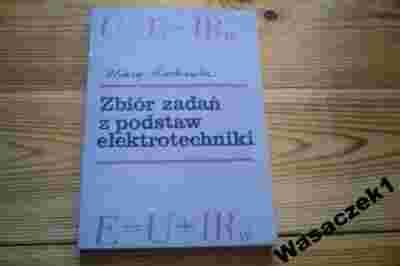 U = E - IRw
Zbiór zadań
z podstaw
elektrotechniki
E=U+IRw
Wasaczek1